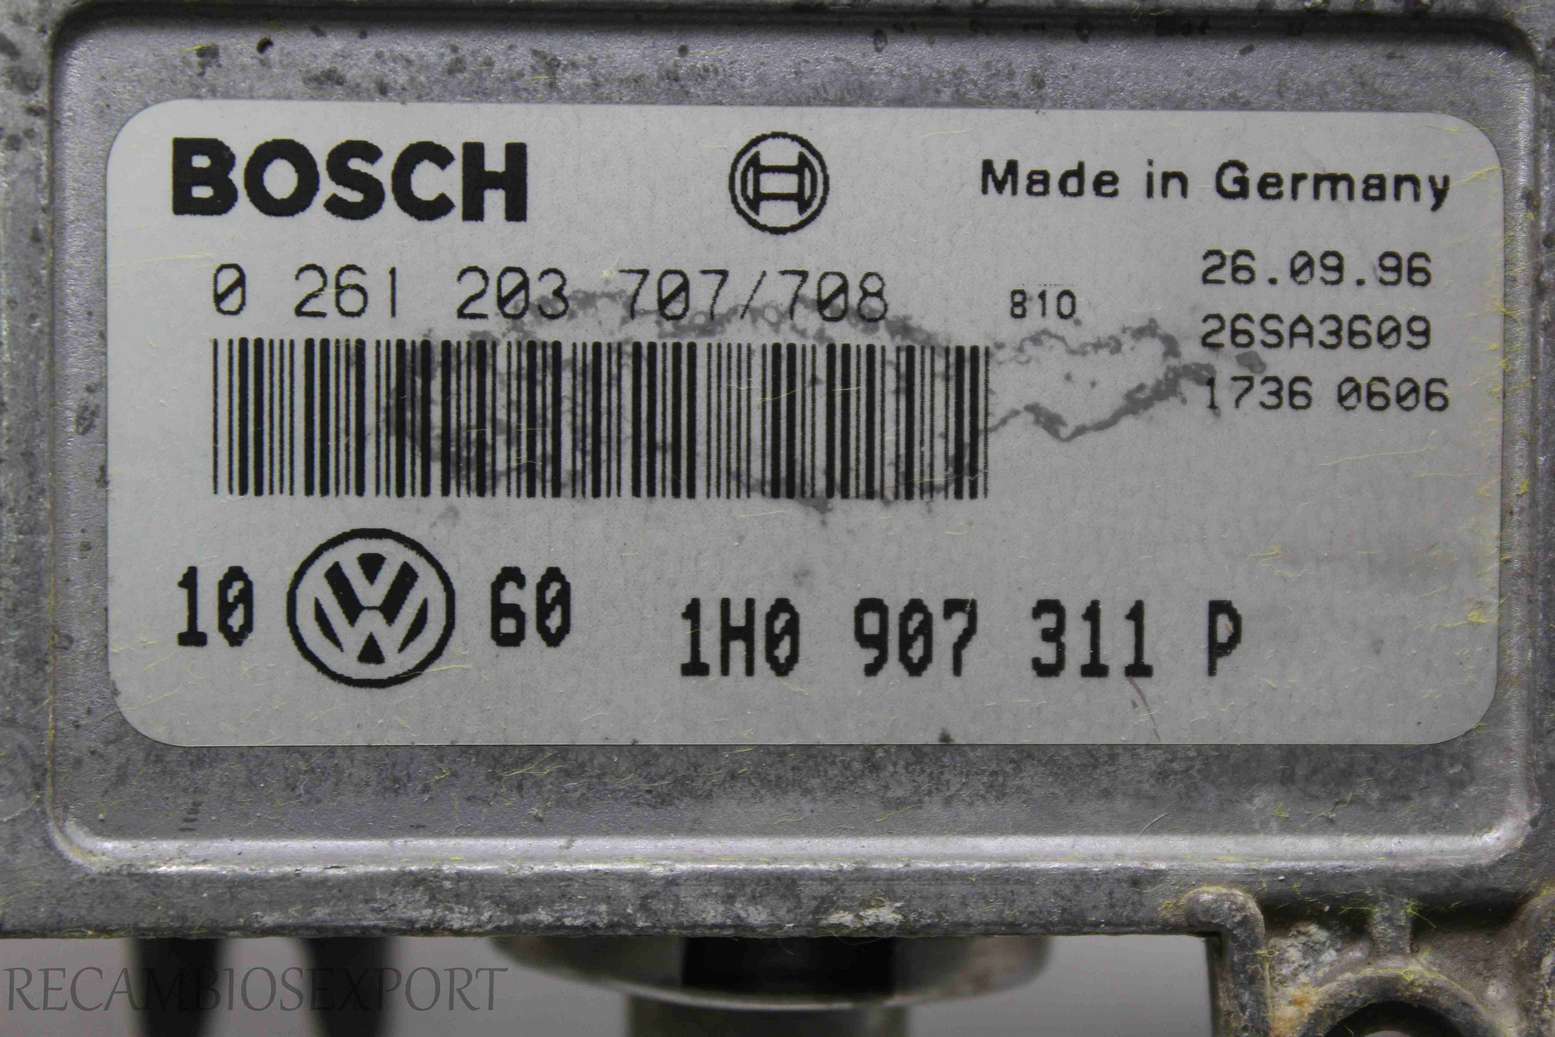 BOSCH
Made in Germany
0 261 203 707/708
810
26.09.96
26SA3609
1736 0606
10 VW 60 1H0 907 311 P
RECAMBIOSEXPORT